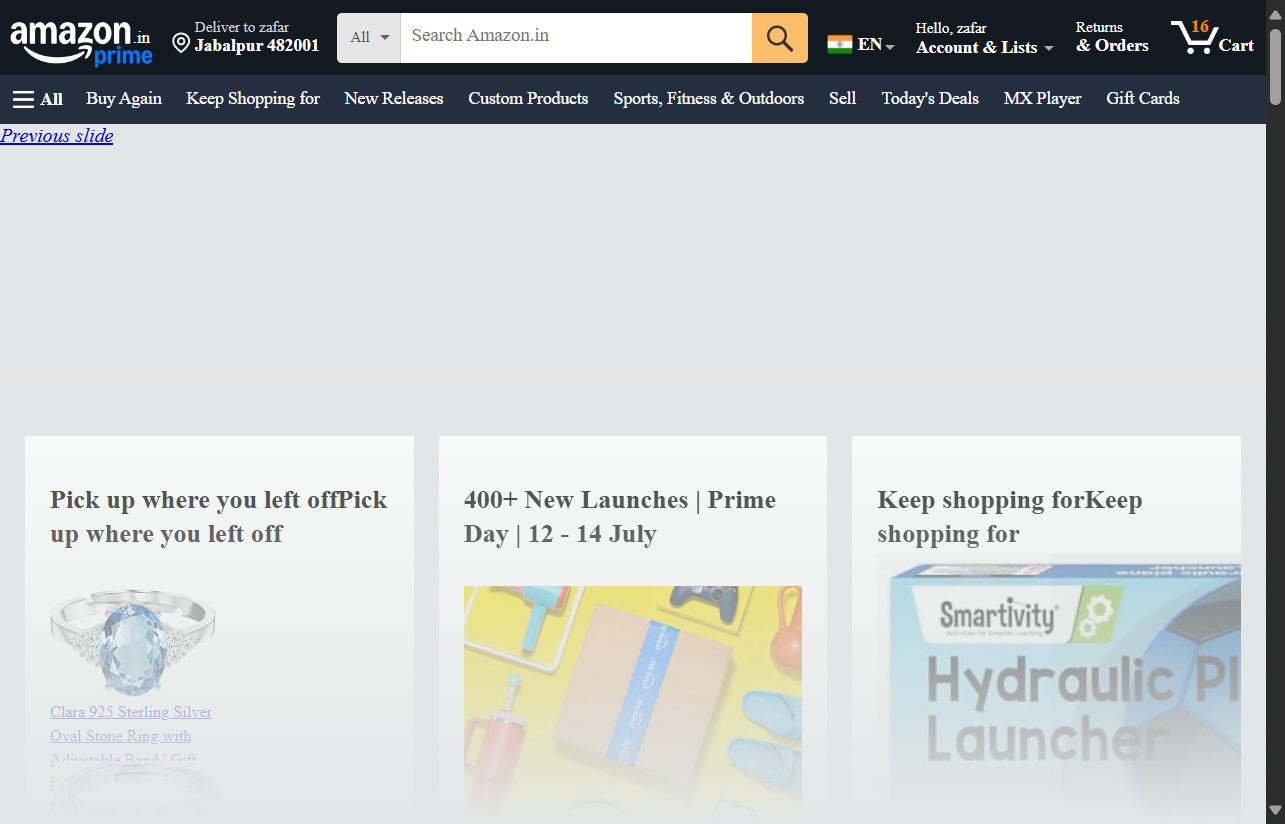 amazon.in
prime
Deliver to zafar
Jabalpur 482001
All
Search Amazon.in
EN
Hello, zafar
Account & Lists
Returns
& Orders
16
Cart
All
Buy Again
Keep Shopping for
New Releases
Custom Products
Sports, Fitness & Outdoors
Sell
Today's Deals
MX Player
Gift Cards
Previous slide
Pick up where you left offPick
up where you left off
Clara 925 Sterling Silver
Oval Stone Ring with
Adjustable Band | Gift
400+ New Launches | Prime
Day | 12 - 14 July
Keep shopping forKeep
shopping for
Smartivity
Activities for Smarter Learning
Hydraulic Pl
Launcher